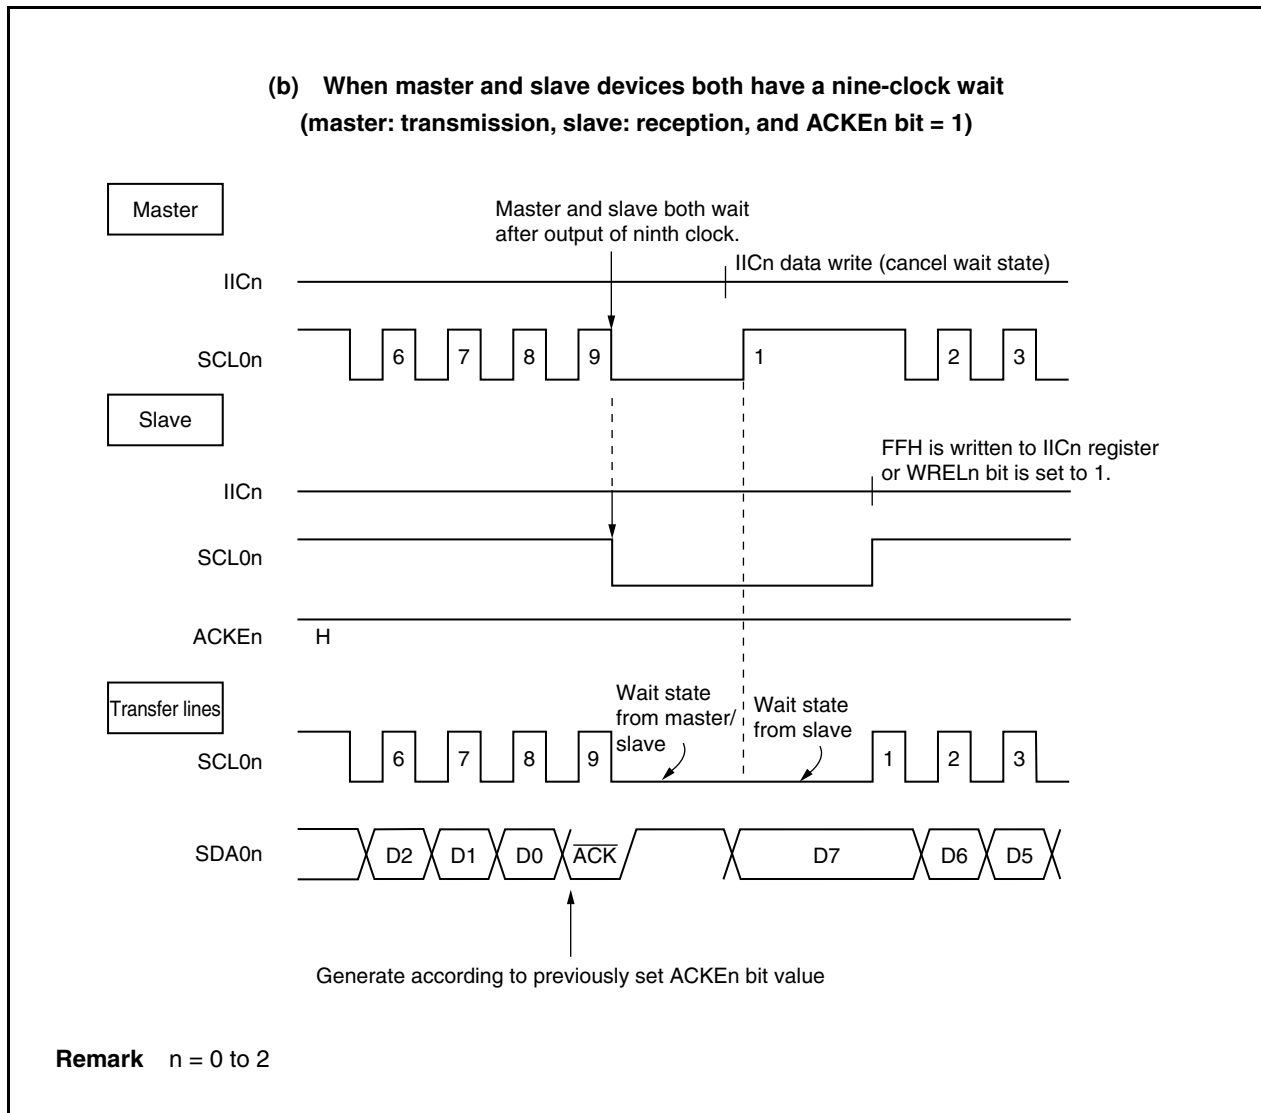 (b) When master and slave devices both have a nine-clock wait
(master: transmission, slave: reception, and ACKEn bit = 1)
Master
Master and slave both wait
after output of ninth clock.
IICn
IICn data write (cancel wait state)
SCL0n
6 7 8 9 1 2 3
Slave
FFH is written to IICn register
or WRELn bit is set to 1.
IICn
SCL0n
ACKEn H
Transfer lines
Wait state
from master/
slave
Wait state
from slave
SCL0n
6 7 8 9 1 2 3
SDA0n
D2 D1 D0 A̅C̅K̅ D7 D6 D5
Generate according to previously set ACKEn bit value
Remark n = 0 to 2